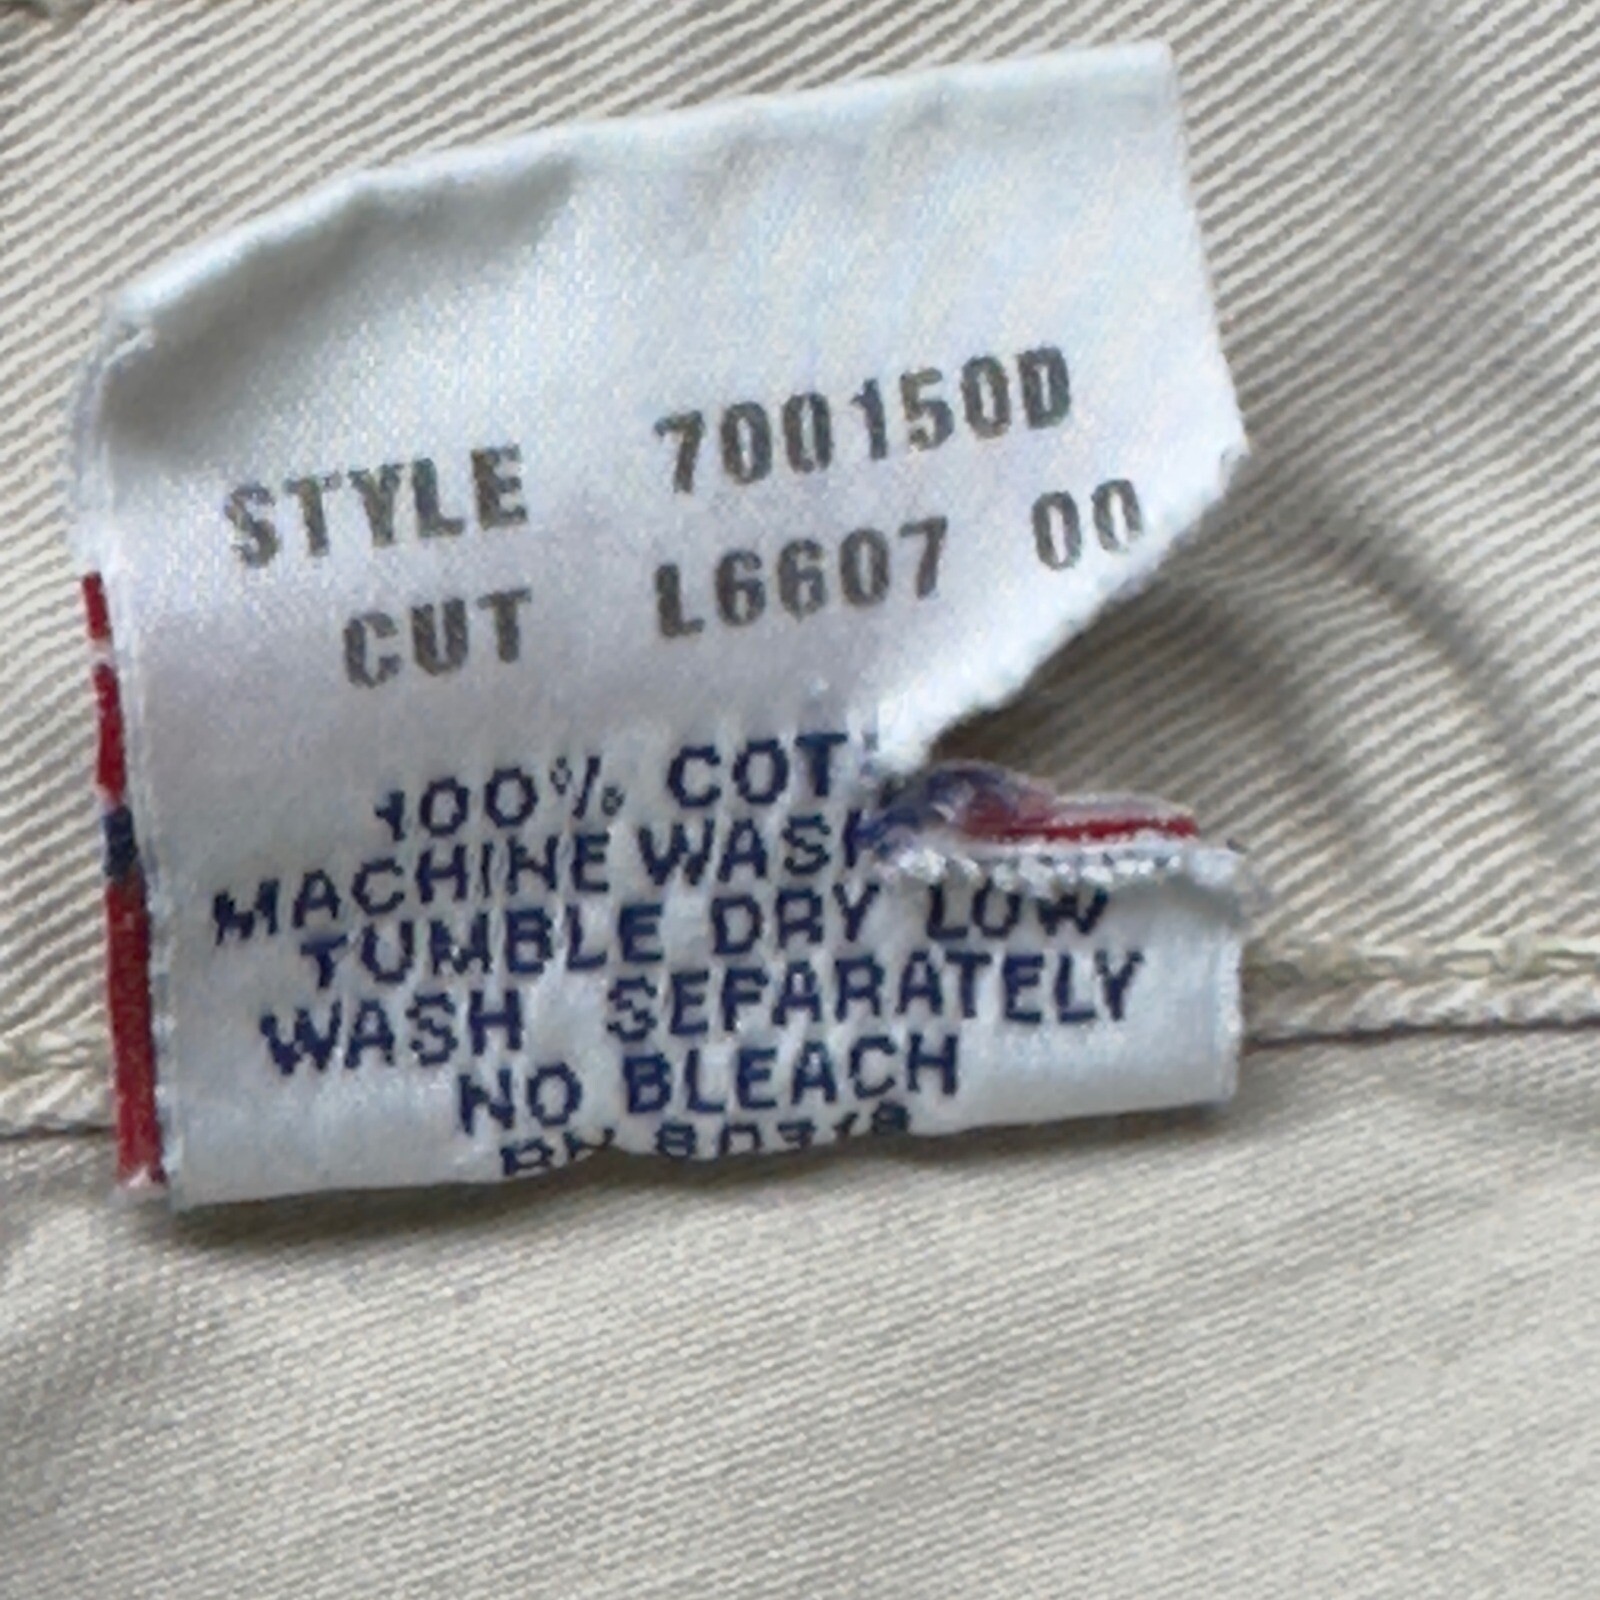 STYLE 700150D
CUT L6607 00
100% COT
MACHINE WASH
TUMBLE DRY LOW
WASH SEPARATELY
NO BLEACH